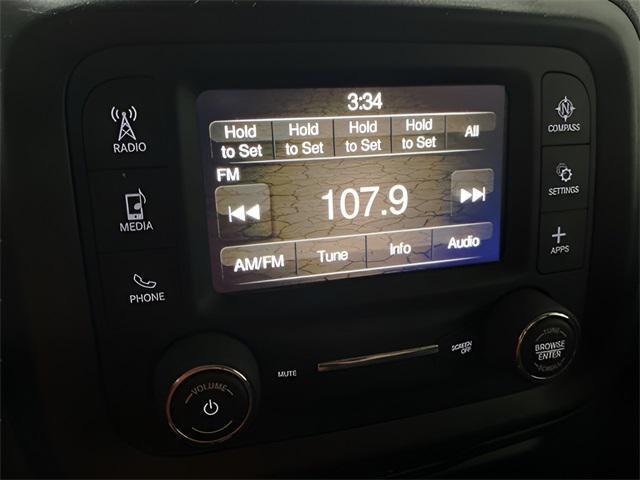 3:34
Hold Hold Hold Hold All
to Set to Set to Set to Set
FM
107.9
AM/FM Tune Info Audio
RADIO
MEDIA
PHONE
N
COMPASS
SETTINGS
APPS
MUTE
SCREEN
OFF
VOLUME
TUNE
BROWSE
ENTER
SCROLL